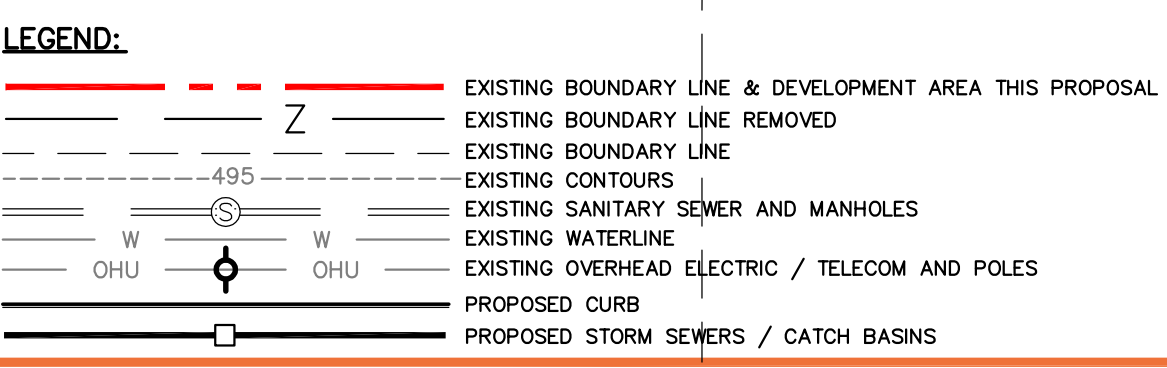 LEGEND:
EXISTING BOUNDARY LINE & DEVELOPMENT AREA THIS PROPOSAL
Z EXISTING BOUNDARY LINE REMOVED
EXISTING BOUNDARY LINE
495 EXISTING CONTOURS
S EXISTING SANITARY SEWER AND MANHOLES
W W EXISTING WATERLINE
OHU OHU EXISTING OVERHEAD ELECTRIC / TELECOM AND POLES
PROPOSED CURB
PROPOSED STORM SEWERS / CATCH BASINS